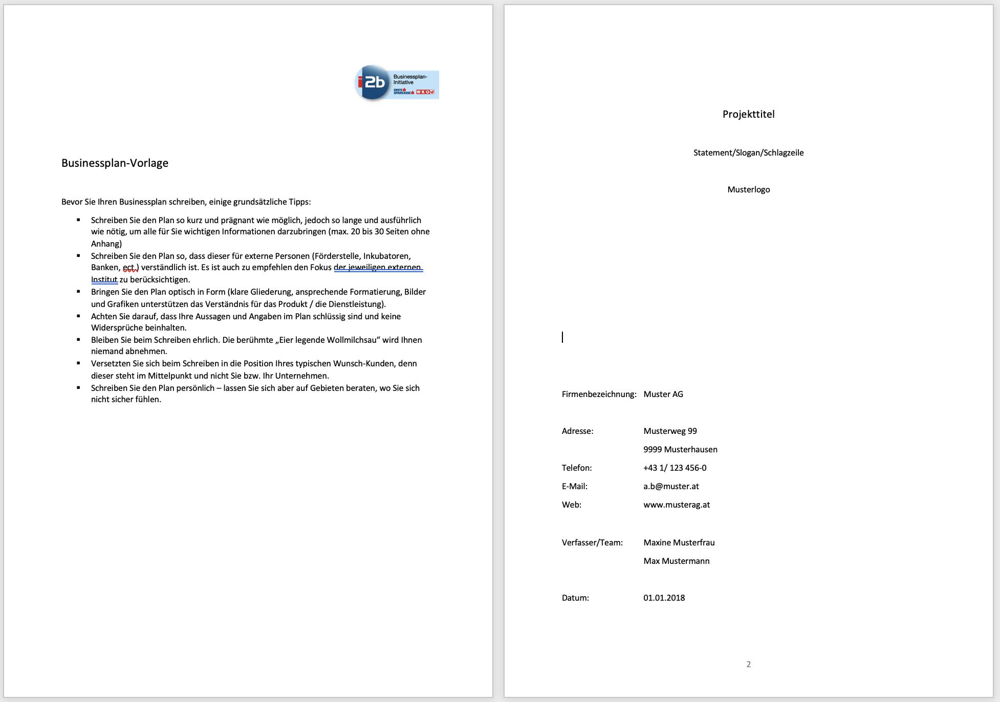 i2b
Businessplan-
Initiative
ERSTE
SPARKASSE
WKO
Businessplan-Vorlage
Bevor Sie Ihren Businessplan schreiben, einige grundsätzliche Tipps:
▪ Schreiben Sie den Plan so kurz und prägnant wie möglich, jedoch so lange und ausführlich
wie nötig, um alle für Sie wichtigen Informationen darzubringen (max. 20 bis 30 Seiten ohne
Anhang)
▪ Schreiben Sie den Plan so, dass dieser für externe Personen (Förderstelle, Inkubatoren,
Banken, ect.) verständlich ist. Es ist auch zu empfehlen den Fokus der jeweiligen externen
Institut zu berücksichtigen.
▪ Bringen Sie den Plan optisch in Form (klare Gliederung, ansprechende Formatierung, Bilder
und Grafiken unterstützen das Verständnis für das Produkt / die Dienstleistung).
▪ Achten Sie darauf, dass Ihre Aussagen und Angaben im Plan schlüssig sind und keine
Widersprüche beinhalten.
▪ Bleiben Sie beim Schreiben ehrlich. Die berühmte „Eier legende Wollmilchsau“ wird Ihnen
niemand abnehmen.
▪ Versetzten Sie sich beim Schreiben in die Position Ihres typischen Wunsch-Kunden, denn
dieser steht im Mittelpunkt und nicht Sie bzw. Ihr Unternehmen.
▪ Schreiben Sie den Plan persönlich – lassen Sie sich aber auf Gebieten beraten, wo Sie sich
nicht sicher fühlen.
Projekttitel
Statement/Slogan/Schlagzeile
Musterlogo
Firmenbezeichnung: Muster AG
Adresse: Musterweg 99
9999 Musterhausen
Telefon: +43 1/ 123 456-0
E-Mail: a.b@muster.at
Web: www.musterag.at
Verfasser/Team: Maxine Musterfrau
Max Mustermann
Datum: 01.01.2018
2